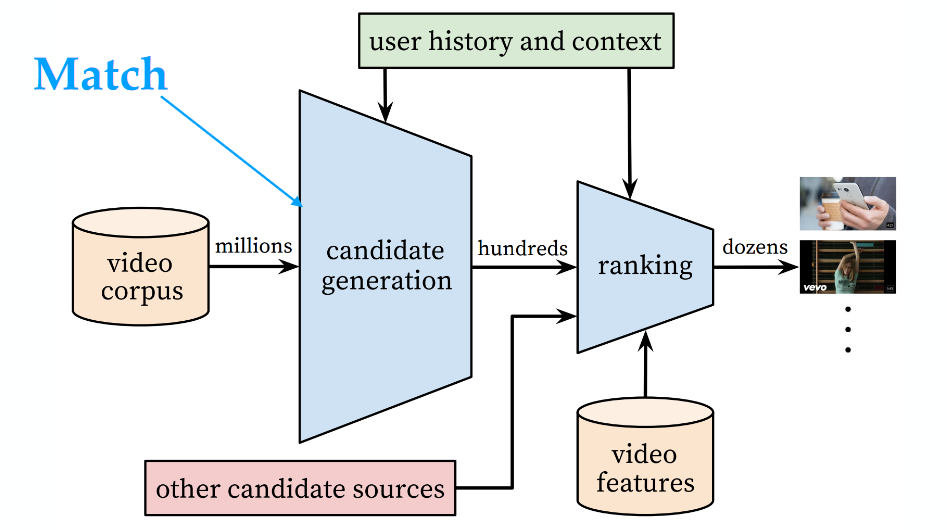 user history and context
Match
millions
video
corpus
candidate
generation
hundreds
ranking
dozens
vevo
other candidate sources
video
features